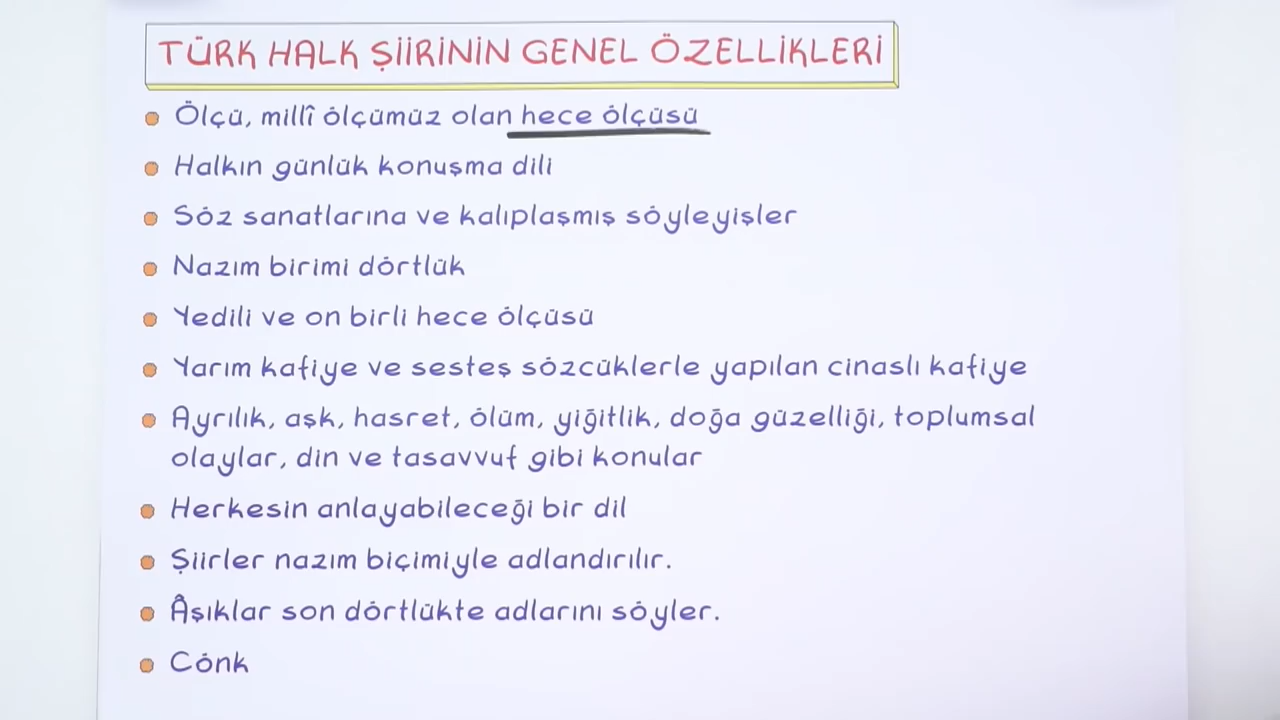 TÜRK HALK ŞİİRİNİN GENEL ÖZELLİKLERİ
Ölçü, millî ölçümüz olan hece ölçüsü
Halkın günlük konuşma dili
Söz sanatlarına ve kalıplaşmış söyleyişler
Nazım birimi dörtlük
Yedili ve on birli hece ölçüsü
Yarım kafiye ve sesteş sözcüklerle yapılan cinaslı kafiye
Ayrılık, aşk, hasret, ölüm, yiğitlik, doğa güzelliği, toplumsal
olaylar, din ve tasavvuf gibi konular
Herkesin anlayabileceği bir dil
Şiirler nazım biçimiyle adlandırılır.
Âşıklar son dörtlükte adlarını söyler.
Cönk